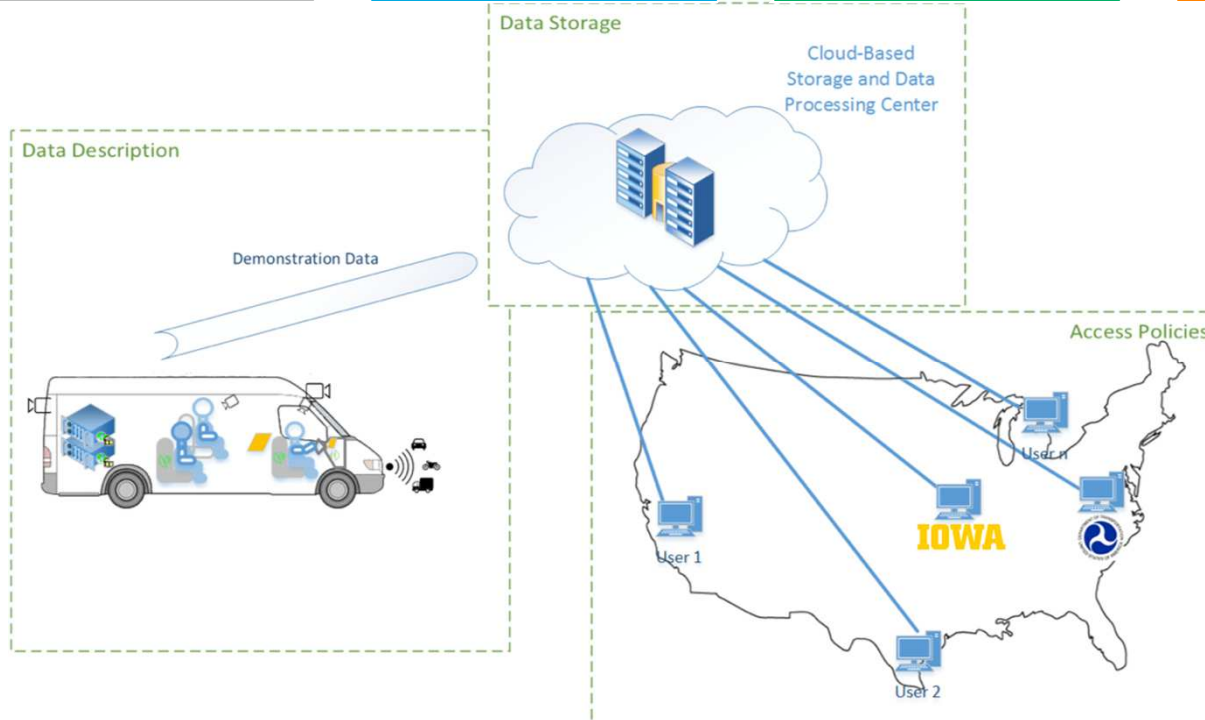 Data Storage
Cloud-Based
Storage and Data
Processing Center
Data Description
Demonstration Data
Access Policies
User n
User 1
IOWA
User 2